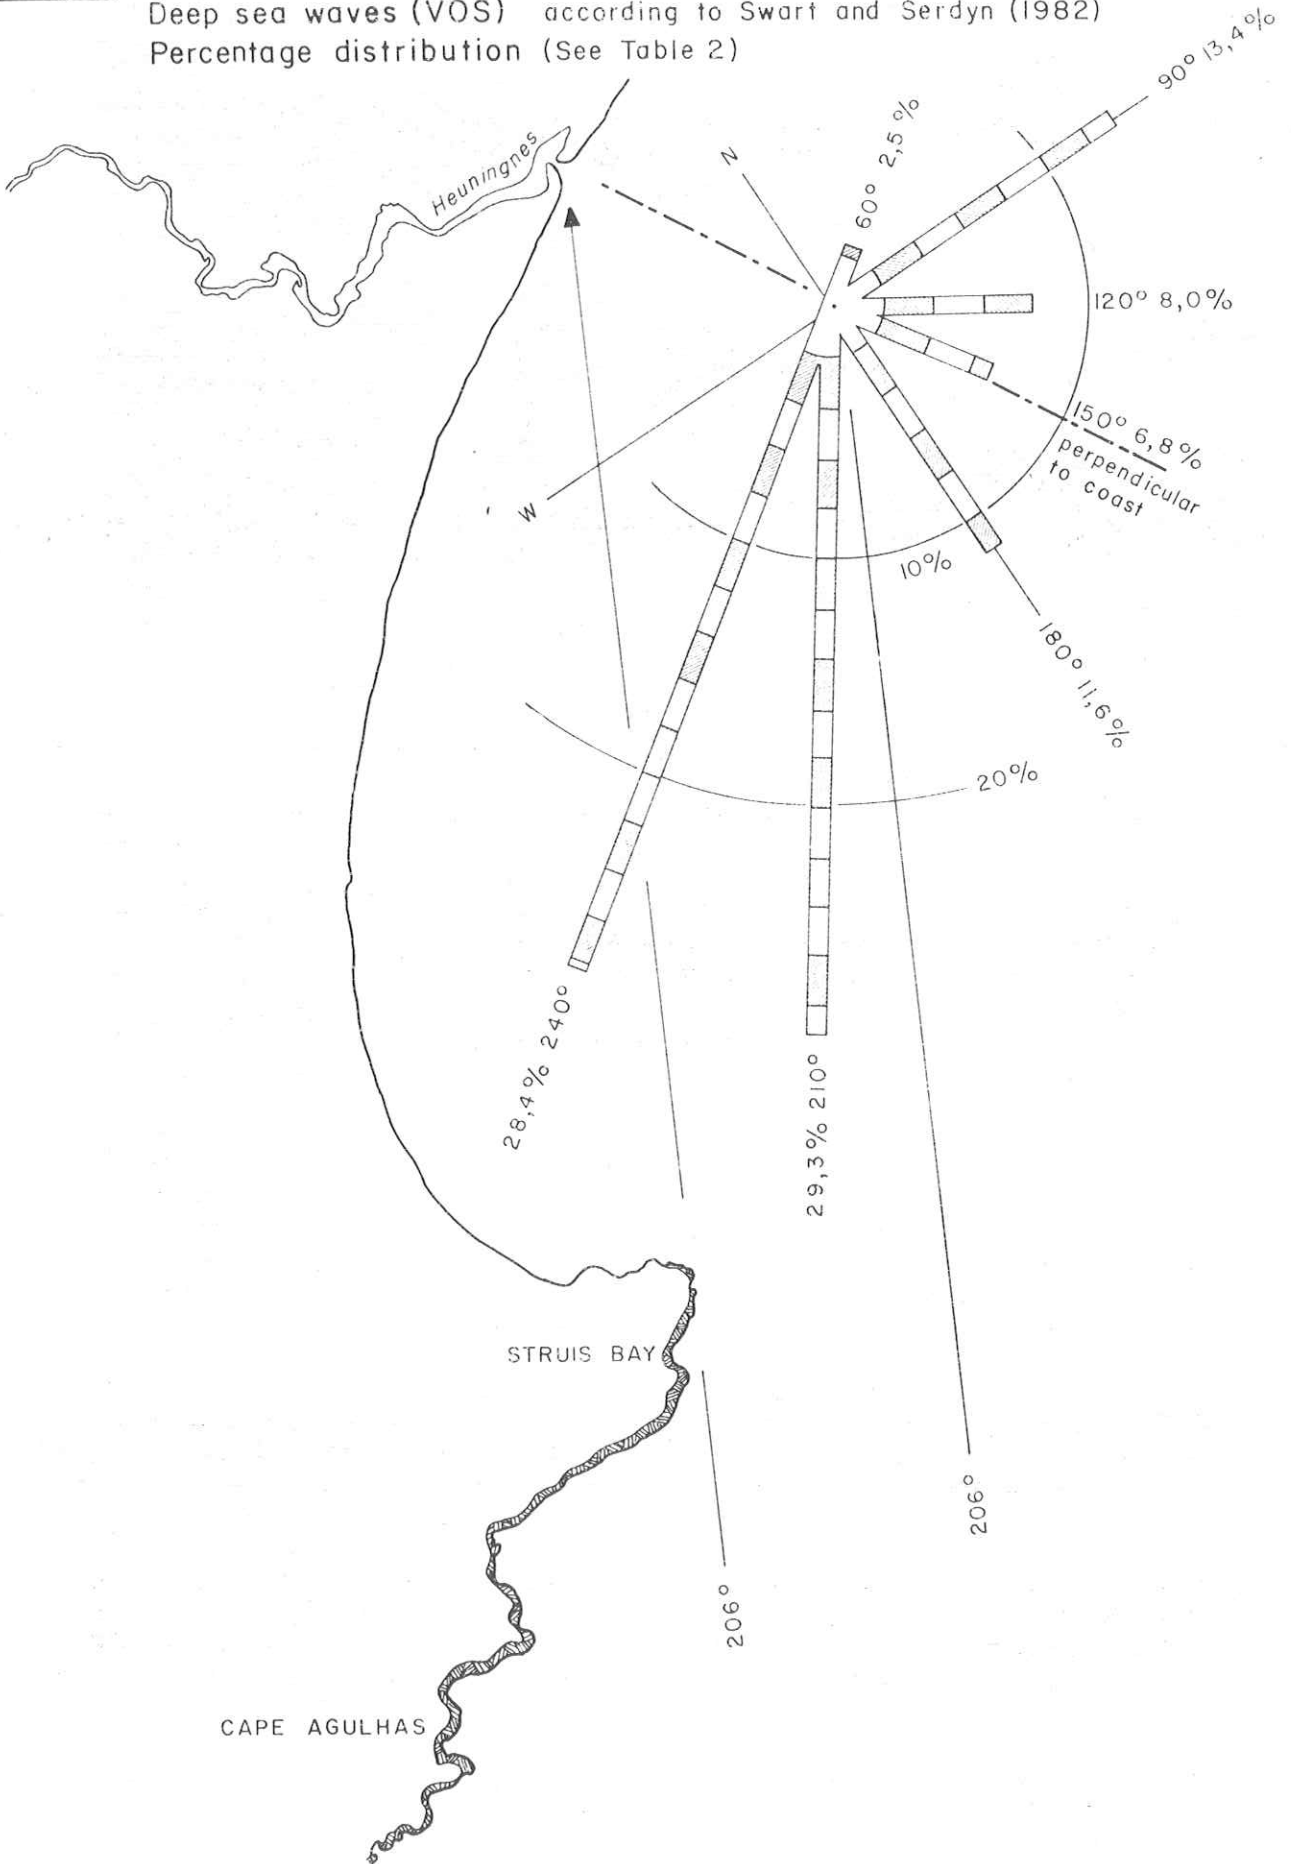 Deep sea waves (VOS) according to Swart and Serdyn (1982)
Percentage distribution (See Table 2)
90° 13,4%
60° 2,5%
N
Heuningnes
120° 8,0%
150° 6,8%
perpendicular
to coast
W
10%
180° 11,6%
20%
28,4% 240°
29,3% 210°
STRUIS BAY
206°
206°
CAPE AGULHAS